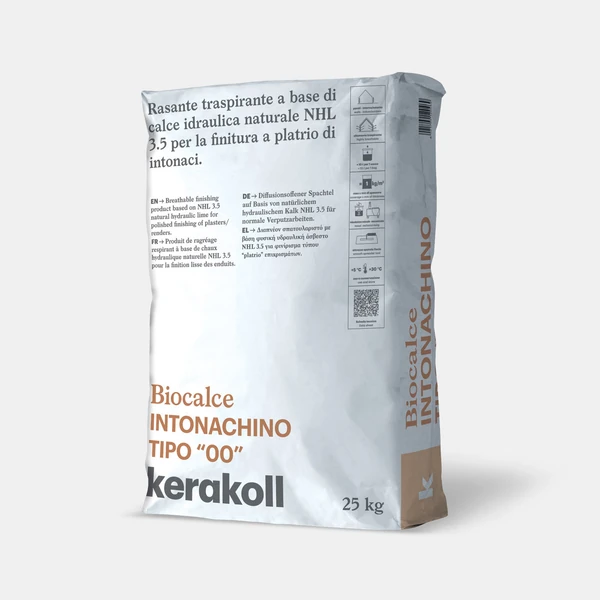 Rasante traspirante a base di
calce idraulica naturale NHL
3.5 per la finitura a platrio di
intonaci.
EN → Breathable finishing
product based on NHL 3.5
natural hydraulic lime for
polished finishing of plasters/
renders.
FR → Produit de ragréage
respirant à base de chaux
hydraulique naturelle NHL 3.5
pour la finition lisse des enduits.
DE → Diffusionsoffener Spachtel
auf Basis von natürlichem
hydraulischem Kalk NHL 3.5 für
normale Verputzarbeiten.
EL → Διαπνέον σπατουλαριστό με
βάση φυσική υδραυλική άσβεστο
NHL 3.5 για φινίρισμα τύπου
"platrio" επιχρισμάτων.
kg/m²
+5 °C
+30 °C
Biocalce
INTONACHINO
TIPO "00"
kerakoll
25 kg
Biocalce
INTONACHINO
TIPO
k